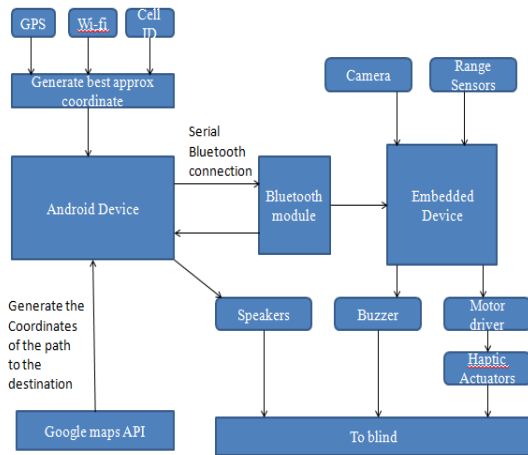 GPS
Wi-fi
Cell
ID
Generate best approx
coordinate
Camera
Range
Sensors
Serial
Bluetooth
connection
Android Device
Bluetooth
module
Embedded
Device
Generate the
Coordinates
of the path
to the
destination
Speakers
Buzzer
Motor
driver
Haptic
Actuators
Google maps API
To blind